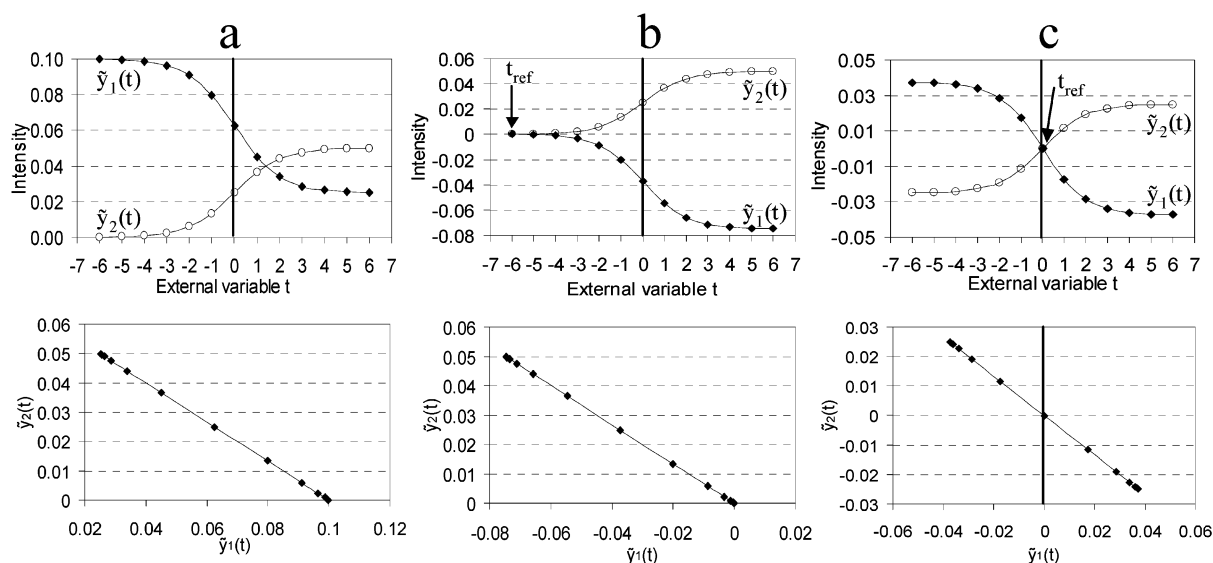 a
0.10
0.08
0.06
0.04
0.02
0.00
Intensity
ỹ1(t)
ỹ2(t)
-7 -6 -5 -4 -3 -2 -1 0 1 2 3 4 5 6 7
External variable t
b
0.06
0.04
0.02
0
-0.02
-0.04
-0.06
-0.08
Intensity
tref
ỹ2(t)
ỹ1(t)
-7 -6 -5 -4 -3 -2 -1 0 1 2 3 4 5 6 7
External variable t
c
0.05
0.03
0.01
-0.01
-0.03
-0.05
Intensity
tref
ỹ2(t)
ỹ1(t)
-7 -6 -5 -4 -3 -2 -1 0 1 2 3 4 5 6 7
External variable t
0.06
0.05
0.04
0.03
0.02
0.01
0
ỹ2(t)
0.02 0.04 0.06 0.08 0.1 0.12
ỹ1(t)
0.06
0.05
0.04
0.03
0.02
0.01
0
ỹ2(t)
-0.08 -0.06 -0.04 -0.02 0 0.02
ỹ1(t)
0.03
0.02
0.01
0
-0.01
-0.02
-0.03
ỹ2(t)
-0.06 -0.04 -0.02 0 0.02 0.04 0.06
ỹ1(t)